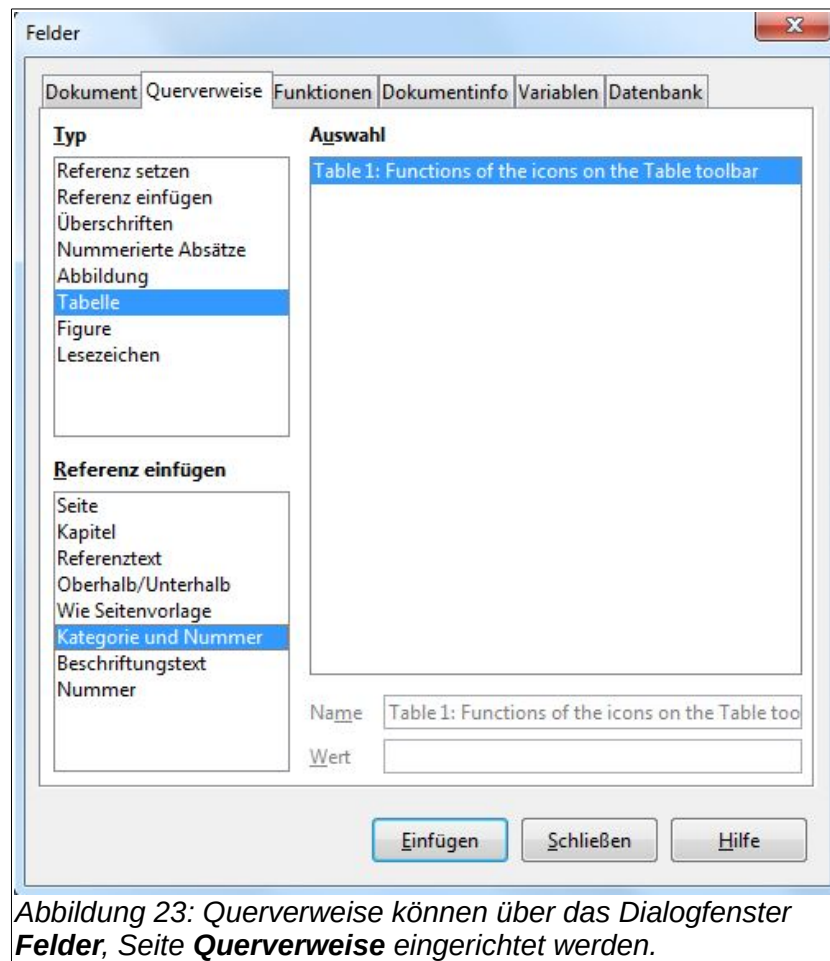 Felder
Dokument Querverweise Funktionen Dokumentinfo Variablen Datenbank
Typ
Referenz setzen
Referenz einfügen
Überschriften
Nummerierte Absätze
Abbildung
Tabelle
Figure
Lesezeichen
Referenz einfügen
Seite
Kapitel
Referenztext
Oberhalb/Unterhalb
Wie Seitenvorlage
Kategorie und Nummer
Beschriftungstext
Nummer
Auswahl
Table 1: Functions of the icons on the Table toolbar
Name Table 1: Functions of the icons on the Table too
Wert
Einfügen Schließen Hilfe
Abbildung 23: Querverweise können über das Dialogfenster
Felder, Seite Querverweise eingerichtet werden.